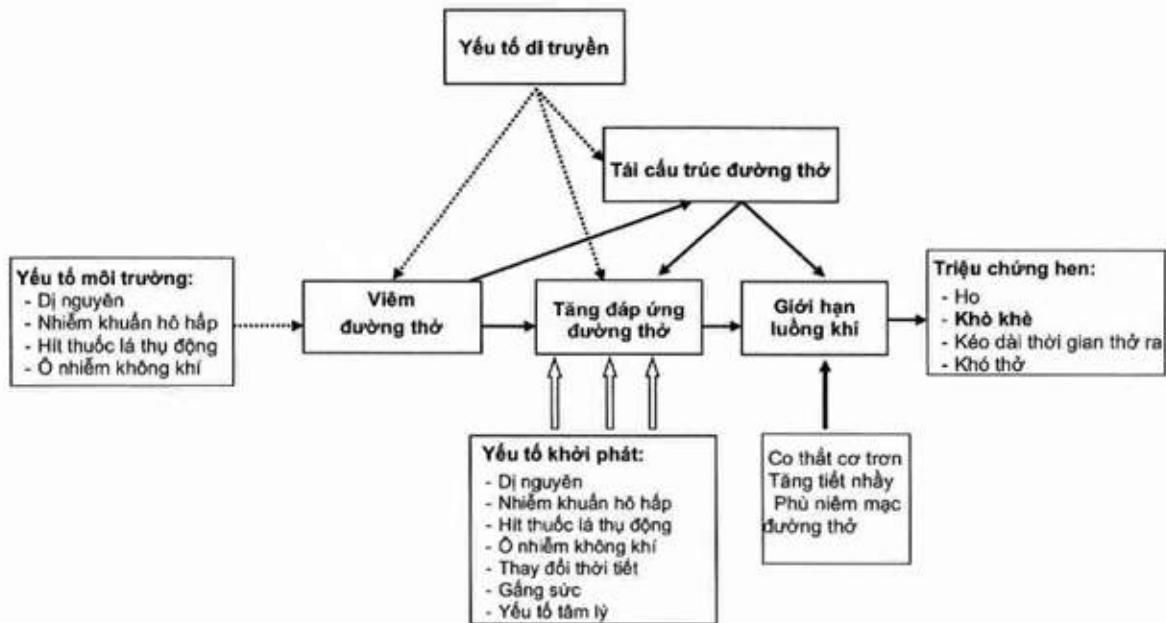 Yếu tố di truyền
Tái cấu trúc đường thở
Yếu tố môi trường:
- Dị nguyên
- Nhiễm khuẩn hô hấp
- Hít thuốc lá thụ động
- Ô nhiễm không khí
Viêm
đường thở
Tăng đáp ứng
đường thở
Giới hạn
luồng khí
Triệu chứng hen:
- Ho
- Khò khè
- Kéo dài thời gian thở ra
- Khó thở
Yếu tố khởi phát:
- Dị nguyên
- Nhiễm khuẩn hô hấp
- Hít thuốc lá thụ động
- Ô nhiễm không khí
- Thay đổi thời tiết
- Gắng sức
- Yếu tố tâm lý
Co thắt cơ trơn
Tăng tiết nhầy
Phù niêm mạc
đường thở